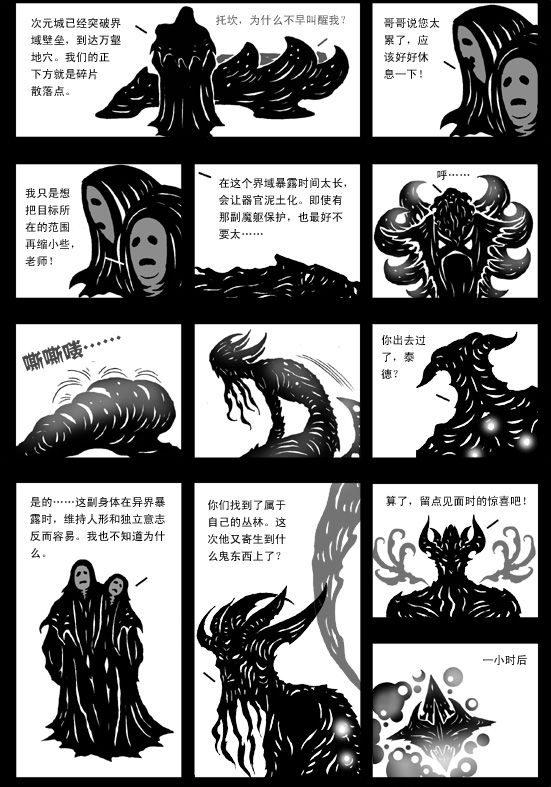 次元城已经突破界
域壁垒，到达万壑
地穴。我们的正
下方就是碎片
散落点。
托坎，为什么不早叫醒我？
哥哥说您太
累了，应
该好好休
息一下！
我只是想
把目标所
在的范围
再缩小些，
老师！
在这个界域暴露时间太长，
会让器官泥土化。即使有
那副魔躯保护，也最好不
要太……
呼……
嘶嘶嗞……
你出去过
了，泰
德？
是的……这副身体在异界暴
露时，维持人形和独立意志
反而容易。我也不知道为什
么。
你们找到了属于
自己的丛林。这
次他又寄生到什
么鬼东西上了？
算了，留点见面时的惊喜吧！
一小时后